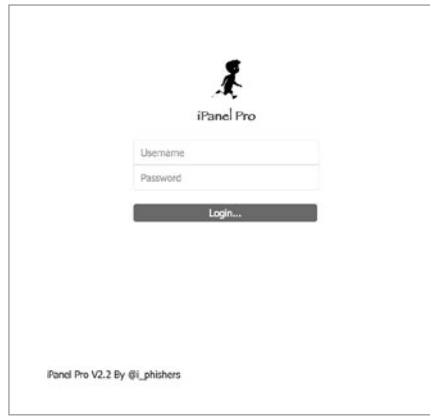 iPanel Pro
Username
Password
Login...
iPanel Pro V2.2 By @i_phishers